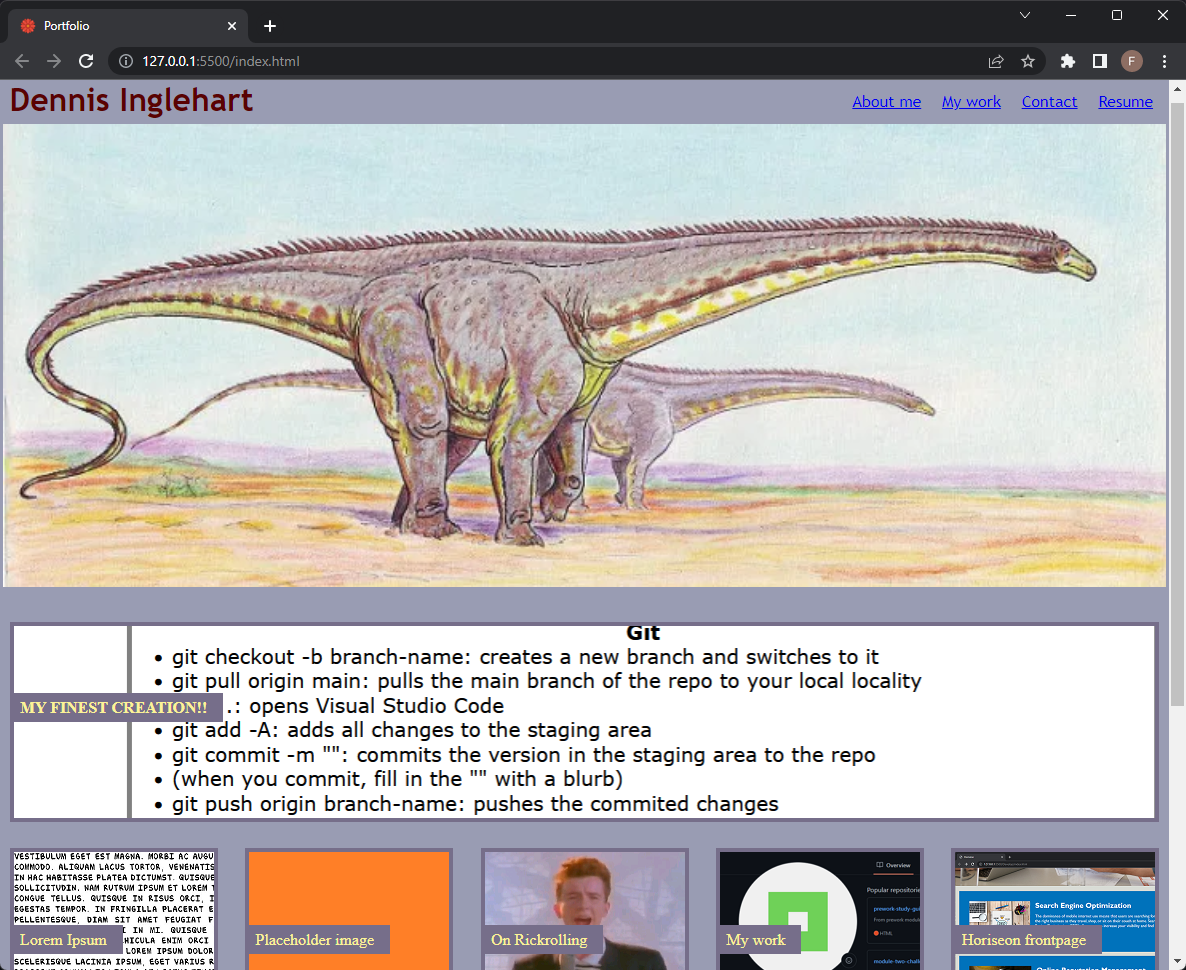 Portfolio
127.0.0.1:5500/index.html
F
Dennis Inglehart
About me My work Contact Resume
Git
• git checkout -b branch-name: creates a new branch and switches to it
• git pull origin main: pulls the main branch of the repo to your local locality
MY FINEST CREATION!! .: opens Visual Studio Code
• git add -A: adds all changes to the staging area
• git commit -m "": commits the version in the staging area to the repo
• (when you commit, fill in the "" with a blurb)
• git push origin branch-name: pushes the commited changes
VESTIBULUM EGET EST MAGNA. MORBI AC AUGU
COMMODO. ALIQUAM LACUS TORTOR, VENENATIS
IN HAC HABITASSE PLATEA DICTUMST. QUISQUE
SOLLICITUDIN. NAM RUTRUM IPSUM ET LOREM
CONGUE TELLUS. QUISQUE IN RISUS ORCI,
EGESTAS TEMPOR. IN FRINGILLA PLACERAT E
PELLENTESQUE, DIAM SIT AMET FEUGIAT F
IN MI. QUISQUE
HICULA ENIM ORCI
LOREM IPSUM DOLOR
SCELERISQUE LACINIA IPSUM, EGET VARIUS
Lorem Ipsum
Placeholder image
On Rickrolling
Overview
Popular repositorie
prework-study-gui
From prework modul
HTML
module-two-chall
My work
Search Engine Optimization
Horiseon frontpage